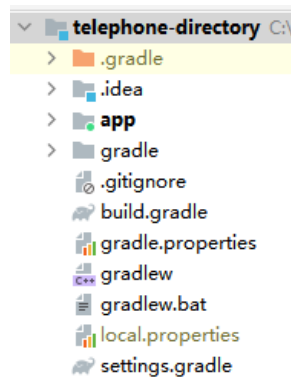 telephone-directory C:\
.gradle
.idea
app
gradle
.gitignore
build.gradle
gradle.properties
C++ gradlew
gradlew.bat
local.properties
settings.gradle